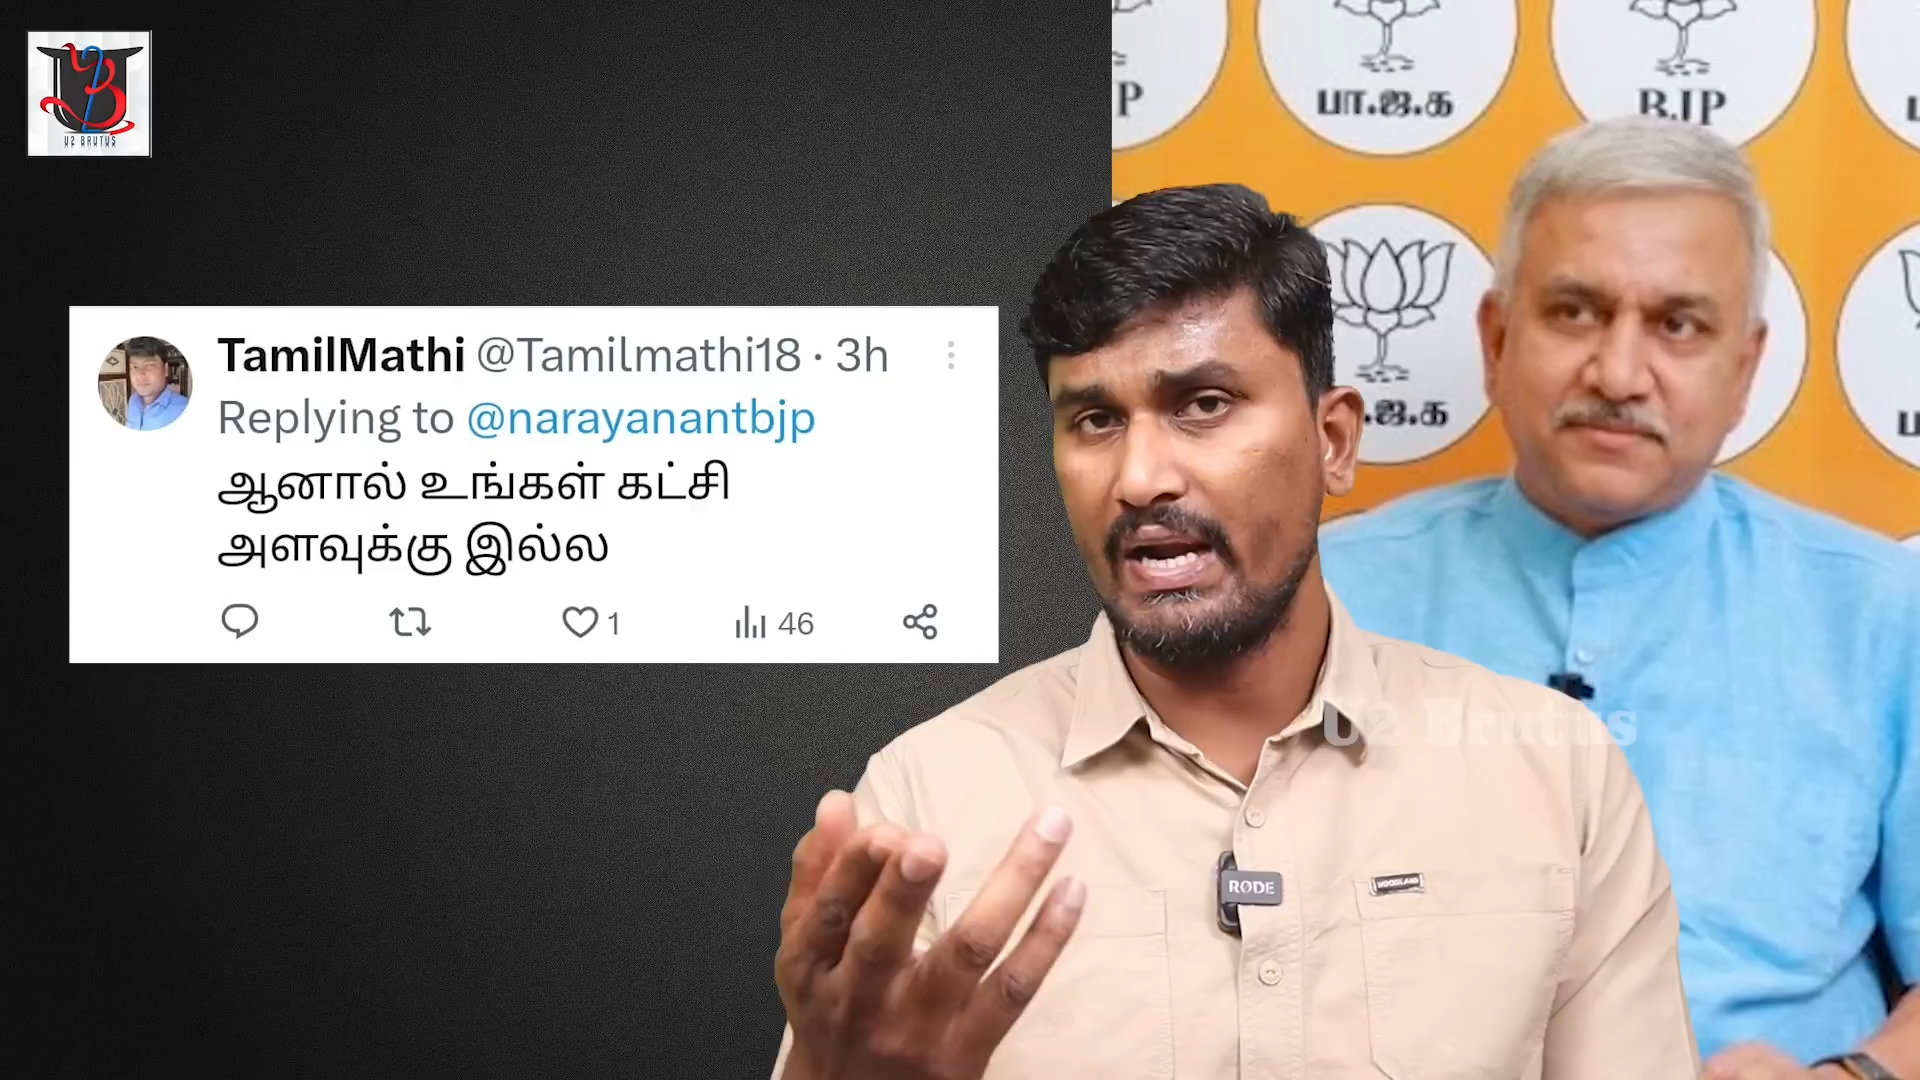 U2 BRUTUS
TamilMathi @Tamilmathi18 · 3h
Replying to @narayanantbjp
ஆனால் உங்கள் கட்சி
அளவுக்கு இல்ல
1
46
P
பா.ஜ.க
BJP
.ஜ.க
U2 Brutus
RODE
WOODLAND